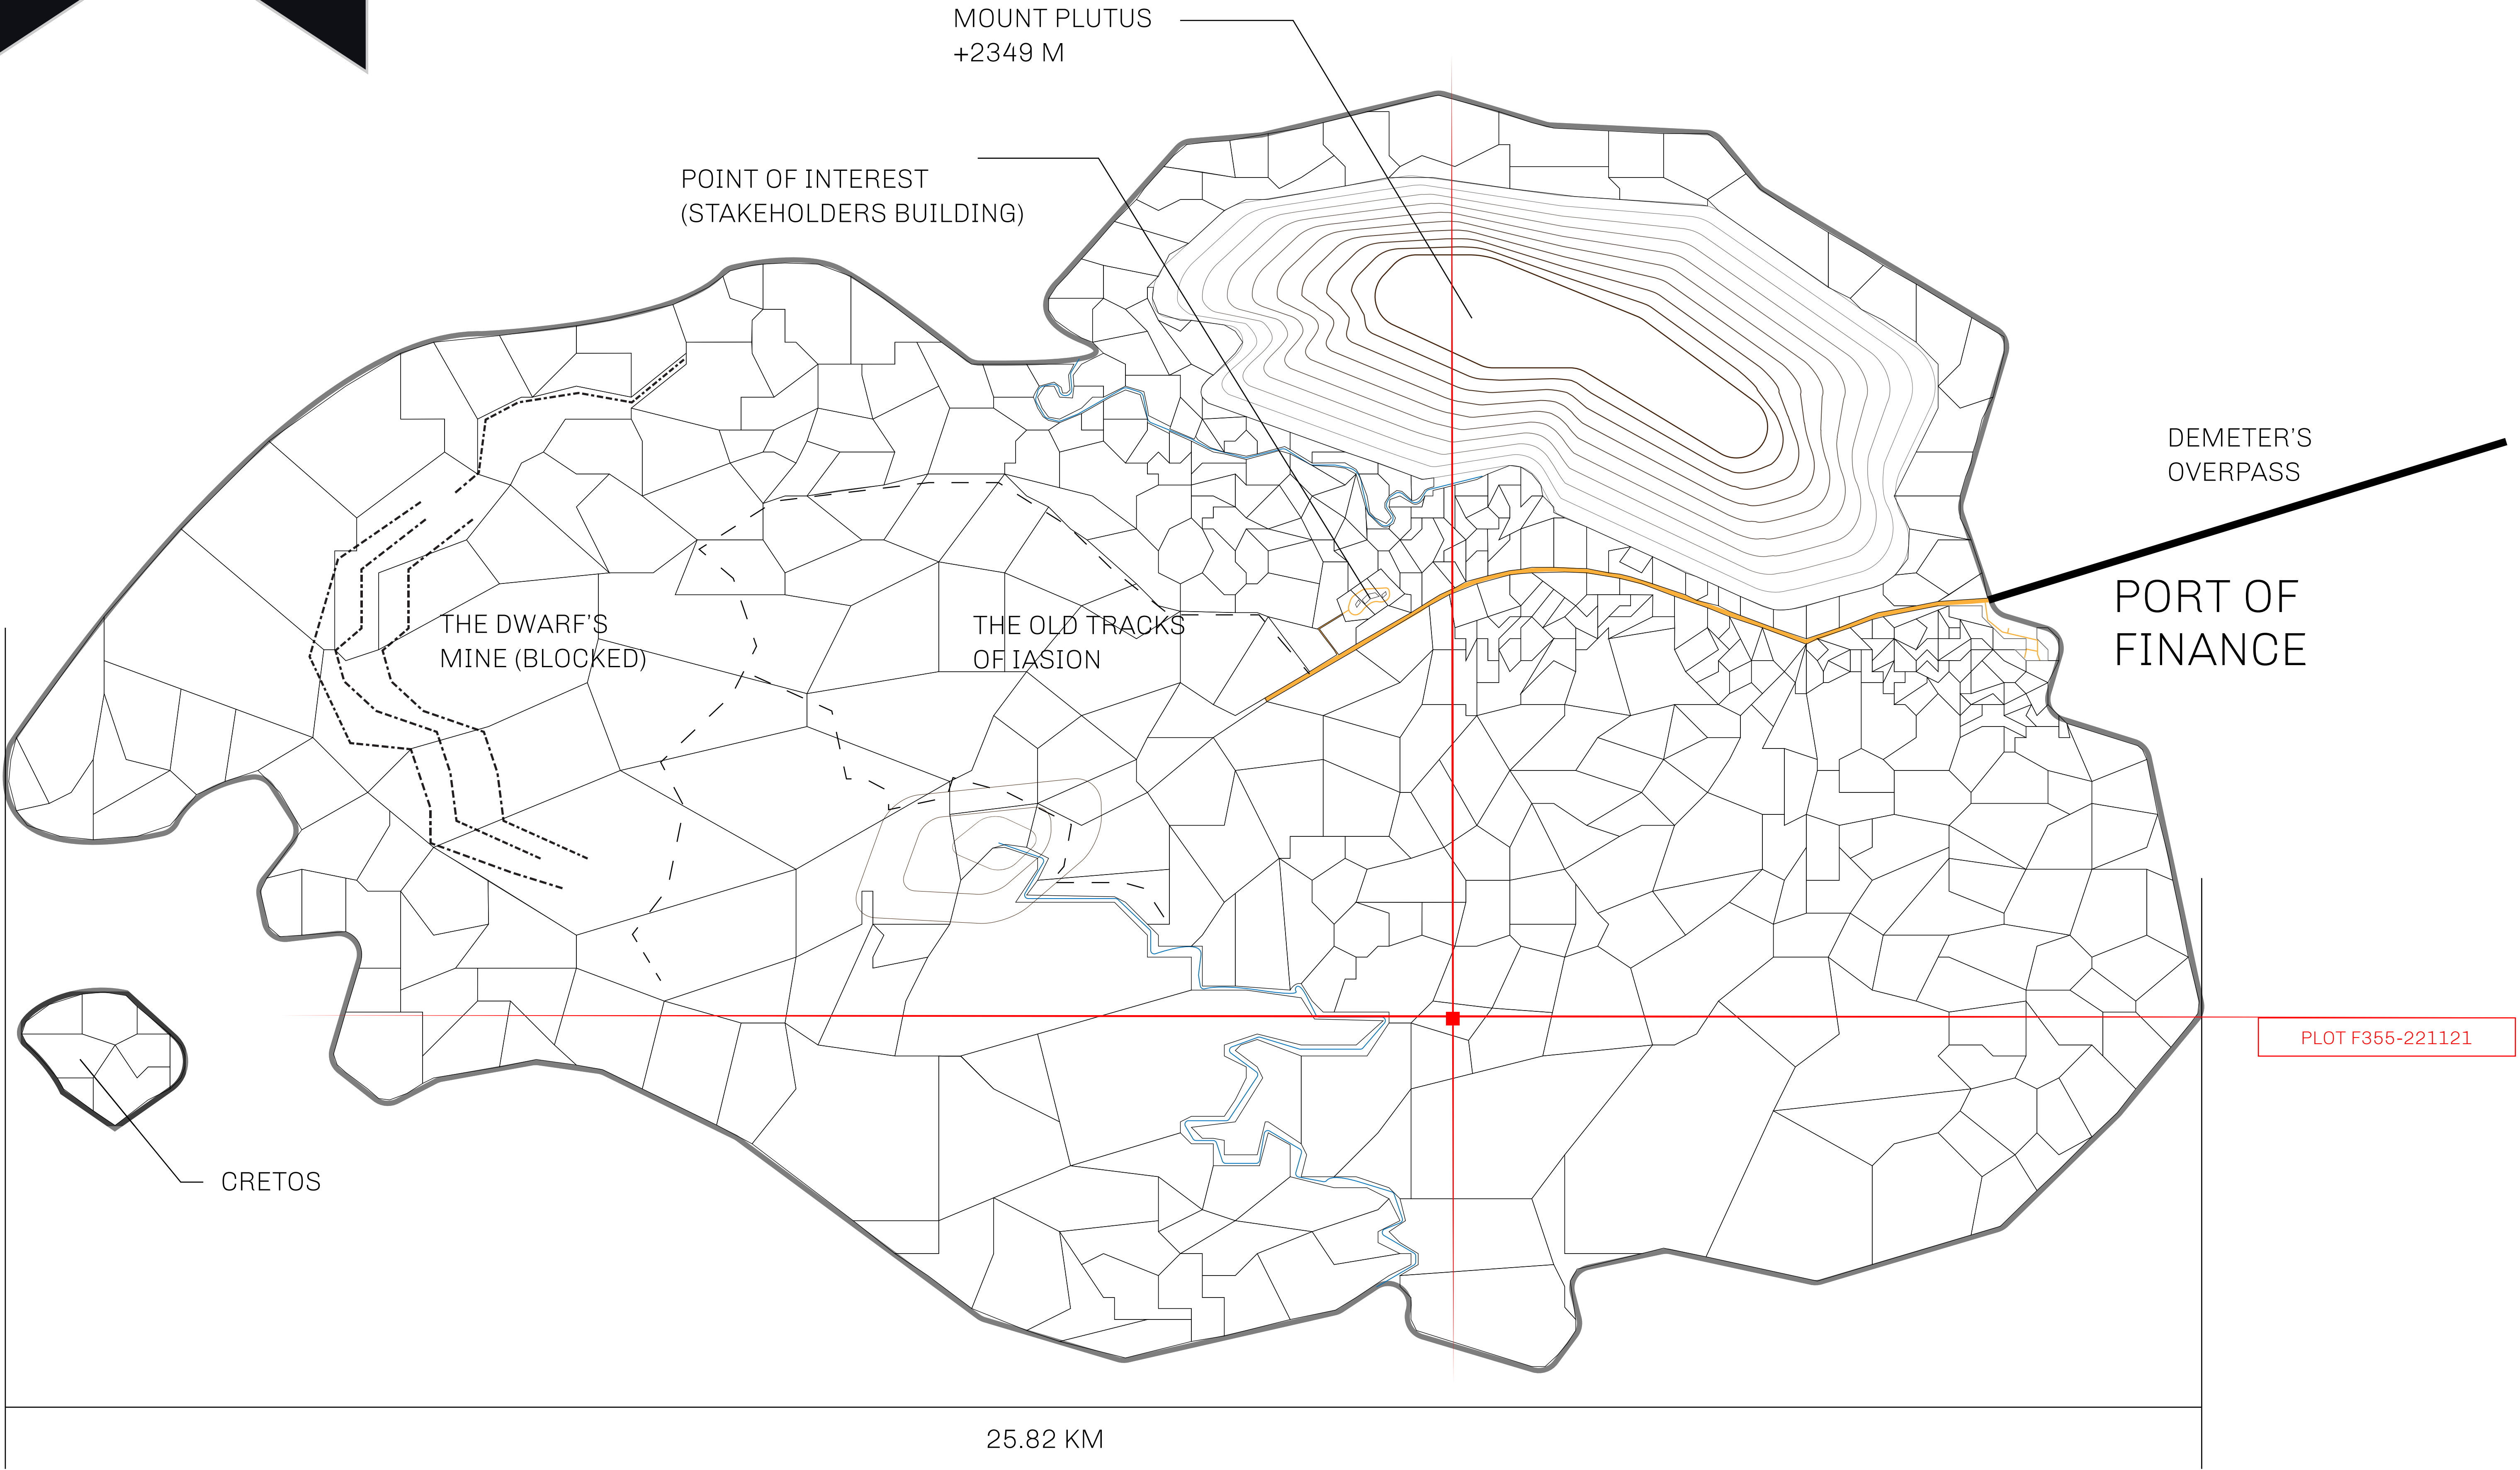 MOUNT PLUTUS
+2349 M
POINT OF INTEREST
(STAKEHOLDERS BUILDING)
DEMETER'S
OVERPASS
PORT OF
FINANCE
THE DWARF'S
MINE (BLOCKED)
THE OLD TRACKS
OF IASION
PLOT F355-221121
CRETOS
25.82 KM